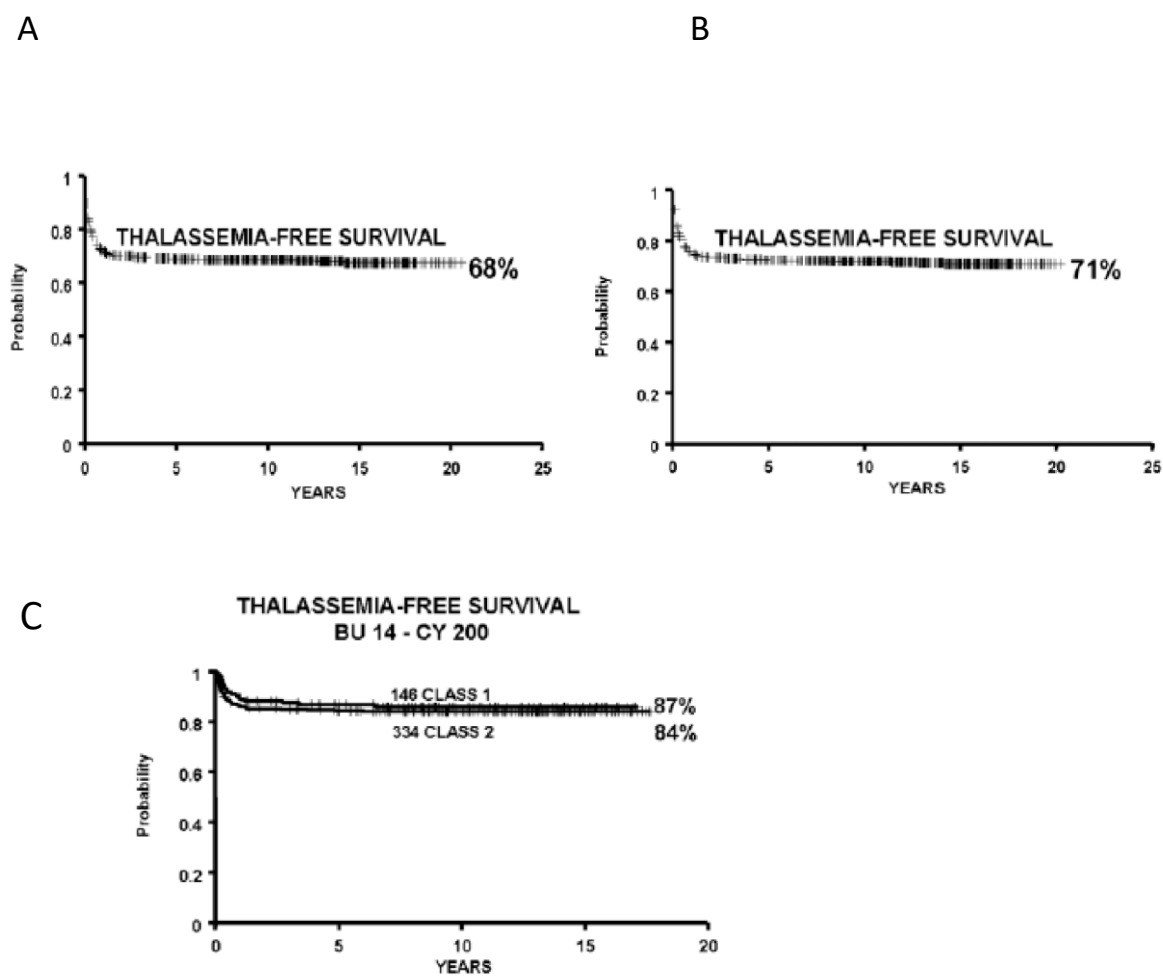 A
B
1
0.8
0.6
0.4
0.2
0
Probability
THALASSEMIA-FREE SURVIVAL
68%
0 5 10 15 20 25
YEARS
1
0.8
0.6
0.4
0.2
0
Probability
THALASSEMIA-FREE SURVIVAL
71%
0 5 10 15 20 25
YEARS
C
THALASSEMIA-FREE SURVIVAL
BU 14 - CY 200
1
0.8
0.6
0.4
0.2
0
Probability
146 CLASS 1
87%
334 CLASS 2
84%
0 5 10 15 20
YEARS